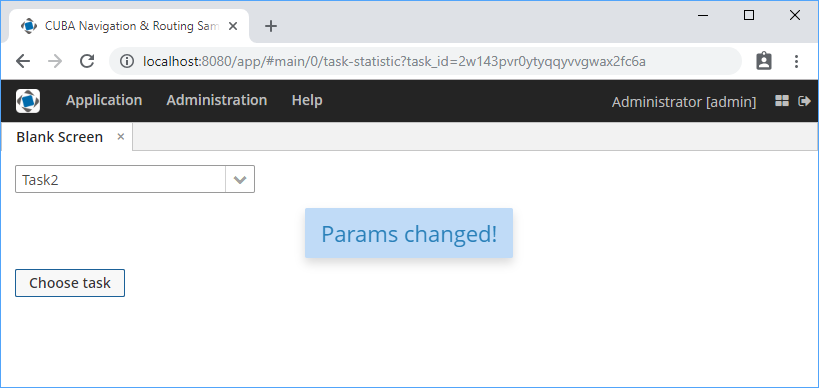 CUBA Navigation & Routing Sam
localhost:8080/app/#main/0/task-statistic?task_id=2w143pvr0ytyqqyvvgwax2fc6a
Application Administration Help Administrator [admin]
Blank Screen
Task2
Params changed!
Choose task